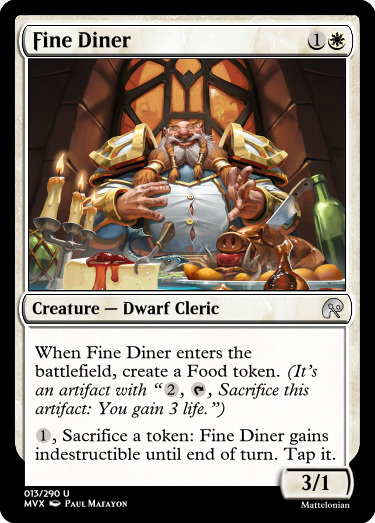 Fine Diner 1
Creature — Dwarf Cleric
When Fine Diner enters the
battlefield, create a Food token. (It's
an artifact with “2, , Sacrifice this
artifact: You gain 3 life.”)
1, Sacrifice a token: Fine Diner gains
indestructible until end of turn. Tap it.
3/1
013/290 U
MVX Paul Mafayon
Mattelonian